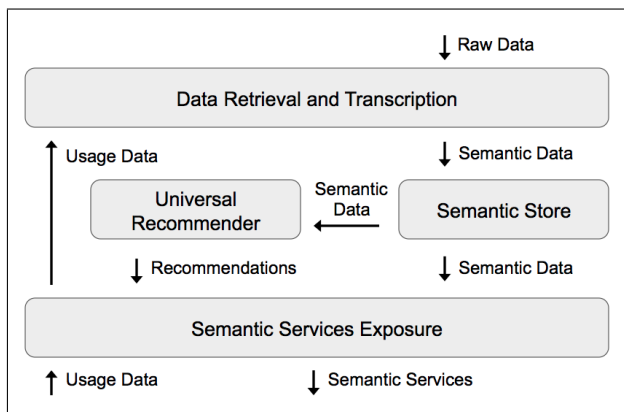 Raw Data
Data Retrieval and Transcription
Usage Data
Semantic Data
Universal
Recommender
Semantic
Data
Semantic Store
Recommendations
Semantic Data
Semantic Services Exposure
Usage Data
Semantic Services